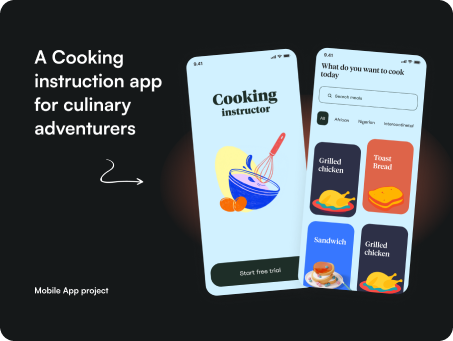 A Cooking
instruction app
for culinary
adventurers
Mobile App project
9:41
Cooking
instructor
Start free trial
9:41
What do you want to cook
today
Search meals
All African Nigerian Intercontinental
Grilled
chicken
Toast
Bread
Sandwich
Grilled
chicken